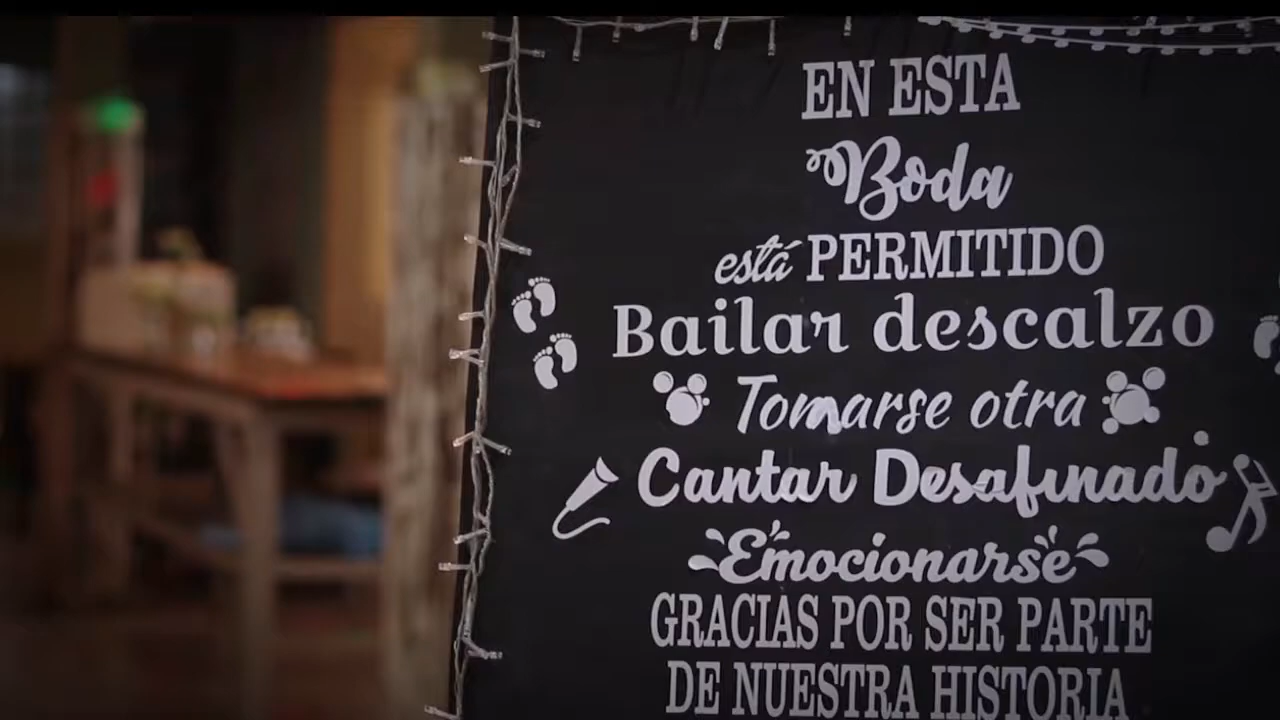 EN ESTA
Boda
está PERMITIDO
Bailar descalzo
Tomarse otra
Cantar Desafinado
Emocionarse
GRACIAS POR SER PARTE
DE NUESTRA HISTORIA